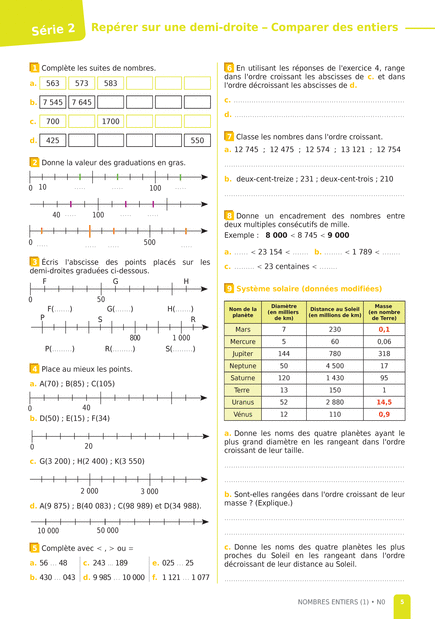 Série 2
Repérer sur une demi-droite – Comparer des entiers
1 Complète les suites de nombres.
a. 563 573 583
b. 7 545 7 645
c. 700 1700
d. 425 550
2 Donne la valeur des graduations en gras.
0 10 ..... 100 .....
40 ..... 100 ..... .....
0 ..... ..... ..... 500 .....
3 Écris l'abscisse des points placés sur les
demi-droites graduées ci-dessous.
F G H
0 50
F(.......) G(.......) H(.......)
P S R
800 1 000
P(........) R(........) S(........)
4 Place au mieux les points.
a. A(70) ; B(85) ; C(105)
0 40
b. D(50) ; E(15) ; F(34)
0 20
c. G(3 200) ; H(2 400) ; K(3 550)
2 000 3 000
d. A(9 875) ; B(40 083) ; C(98 989) et D(34 988).
10 000 50 000
5 Complète avec < , > ou =
a. 56 ... 48 c. 243 ... 189 e. 025 ... 25
b. 430 ... 043 d. 9 985 ... 10 000 f. 1 121 ... 1 077
6 En utilisant les réponses de l'exercice 4, range
dans l'ordre croissant les abscisses de c. et dans
l'ordre décroissant les abscisses de d.
c. ..............................................................................
d. ..............................................................................
7 Classe les nombres dans l'ordre croissant.
a. 12 745 ; 12 475 ; 12 574 ; 13 121 ; 12 754
..................................................................................
b. deux-cent-treize ; 231 ; deux-cent-trois ; 210
..................................................................................
8 Donne un encadrement des nombres entre
deux multiples consécutifs de mille.
Exemple : 8 000 < 8 745 < 9 000
a. ...... < 23 154 < ...... b. ........ < 1 789 < ........
c. ......... < 23 centaines < ........
9 Système solaire (données modifiées)
Nom de la planète Diamètre (en milliers de km) Distance au Soleil (en millions de km) Masse (en nombre de Terre)
Mars 7 230 0,1
Mercure 5 60 0,06
Jupiter 144 780 318
Neptune 50 4 500 17
Saturne 120 1 430 95
Terre 13 150 1
Uranus 52 2 880 14,5
Vénus 12 110 0,9
a. Donne les noms des quatre planètes ayant le
plus grand diamètre en les rangeant dans l'ordre
croissant de leur taille.
..................................................................................
..................................................................................
b. Sont-elles rangées dans l'ordre croissant de leur
masse ? (Explique.)
..................................................................................
..................................................................................
c. Donne les noms des quatre planètes les plus
proches du Soleil en les rangeant dans l'ordre
décroissant de leur distance au Soleil.
..................................................................................
NOMBRES ENTIERS (1) • N0 5